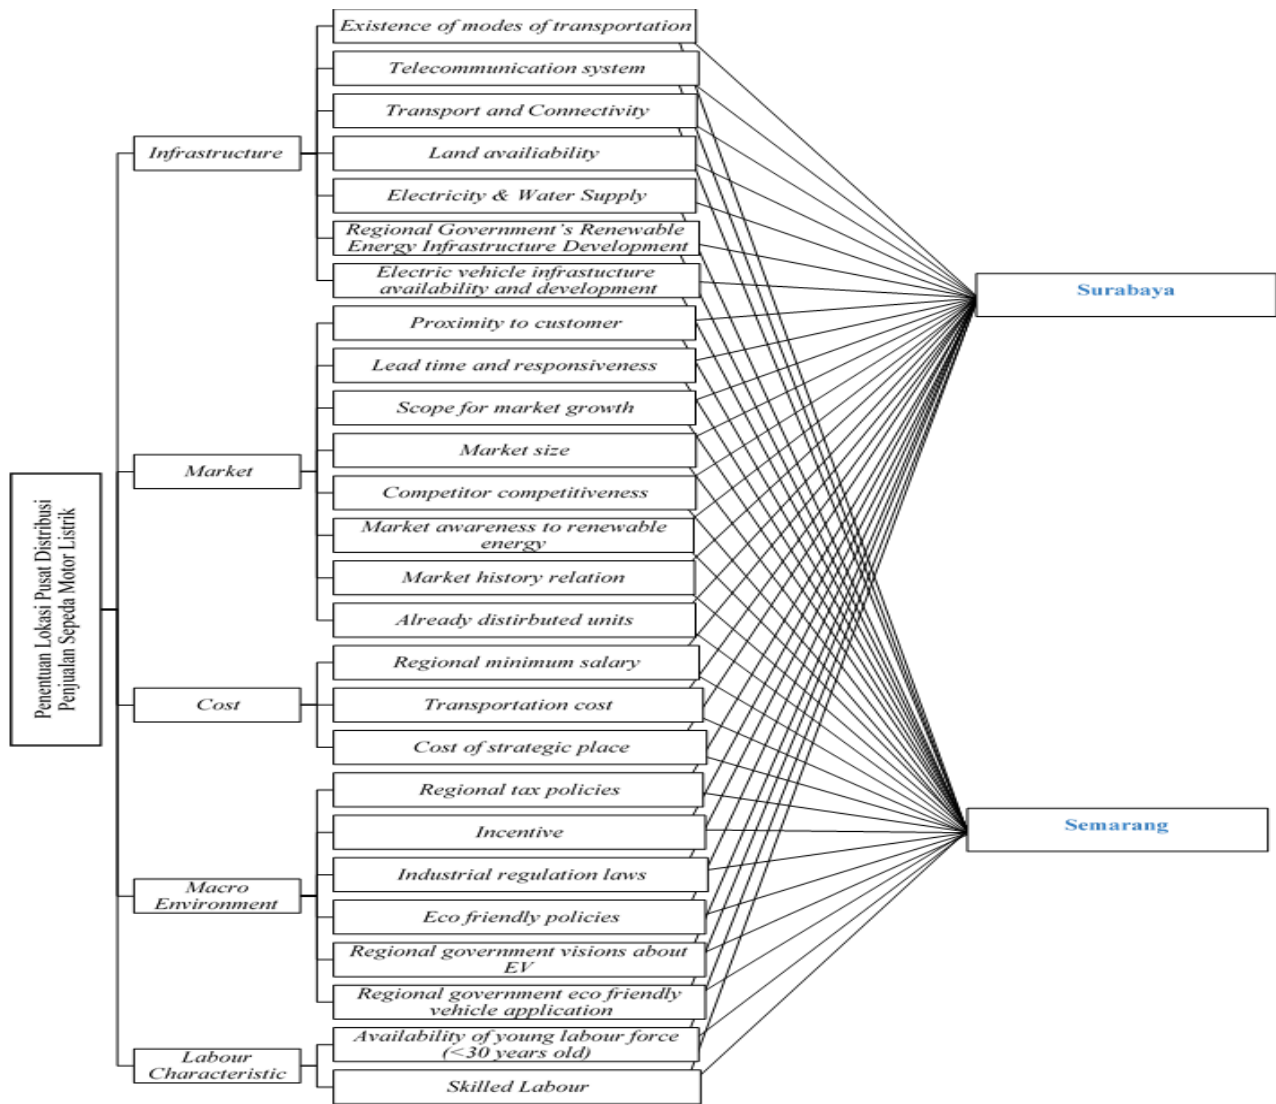 Penentuan Lokasi Pusat Distribusi
Penjualan Sepeda Motor Listrik
Infrastructure
Existence of modes of transportation
Telecommunication system
Transport and Connectivity
Land availiability
Electricity & Water Supply
Regional Government's Renewable
Energy Infrastructure Development
Electric vehicle infrastucture
availability and development
Market
Proximity to customer
Lead time and responsiveness
Scope for market growth
Market size
Competitor competitiveness
Market awareness to renewable
energy
Market history relation
Already distirbuted units
Cost
Regional minimum salary
Transportation cost
Cost of strategic place
Macro
Environment
Regional tax policies
Incentive
Industrial regulation laws
Eco friendly policies
Regional government visions about
EV
Regional government eco friendly
vehicle application
Labour
Characteristic
Availability of young labour force
(<30 years old)
Skilled Labour
Surabaya
Semarang